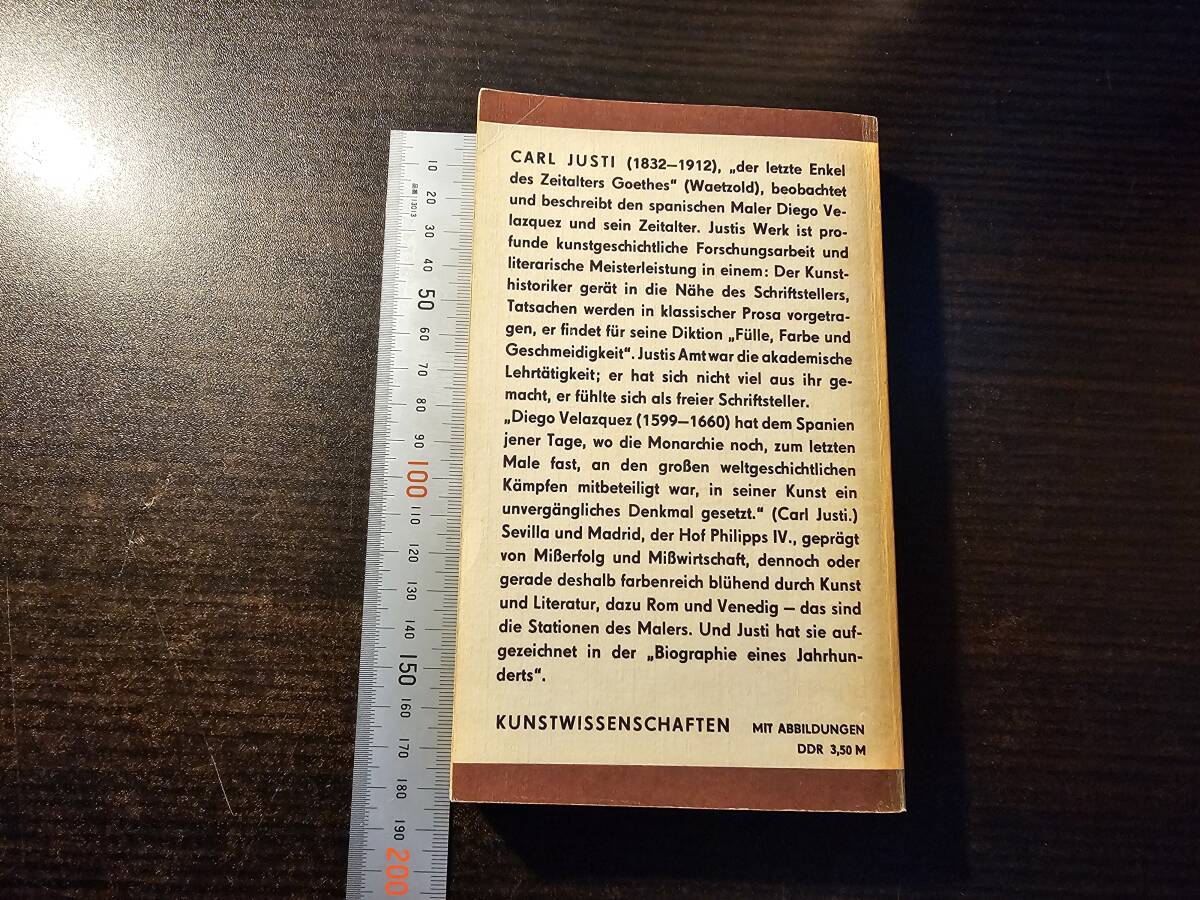 CARL JUSTI (1832—1912), „der letzte Enkel
des Zeitalters Goethes“ (Waetzold), beobachtet
und beschreibt den spanischen Maler Diego Ve-
lazquez und sein Zeitalter. Justis Werk ist pro-
funde kunstgeschichtliche Forschungsarbeit und
literarische Meisterleistung in einem: Der Kunst-
historiker gerät in die Nähe des Schriftstellers,
Tatsachen werden in klassischer Prosa vorgetra-
gen, er findet für seine Diktion „Fülle, Farbe und
Geschmeidigkeit“. Justis Amt war die akademische
Lehrtätigkeit; er hat sich nicht viel aus ihr ge-
macht, er fühlte sich als freier Schriftsteller.
„Diego Velazquez (1599—1660) hat dem Spanien
jener Tage, wo die Monarchie noch, zum letzten
Male fast, an den großen weltgeschichtlichen
Kämpfen mitbeteiligt war, in seiner Kunst ein
unvergängliches Denkmal gesetzt.“ (Carl Justi.)
Sevilla und Madrid, der Hof Philipps IV., geprägt
von Mißerfolg und Mißwirtschaft, dennoch oder
gerade deshalb farbenreich blühend durch Kunst
und Literatur, dazu Rom und Venedig — das sind
die Stationen des Malers. Und Justi hat sie auf-
gezeichnet in der „Biographie eines Jahrhun-
derts“.
KUNSTWISSENSCHAFTEN MIT ABBILDUNGEN
DDR 3,50 M
10
20
30
40
50
60
70
80
90
100
110
120
130
140
150
160
170
180
190
200
品番 13013